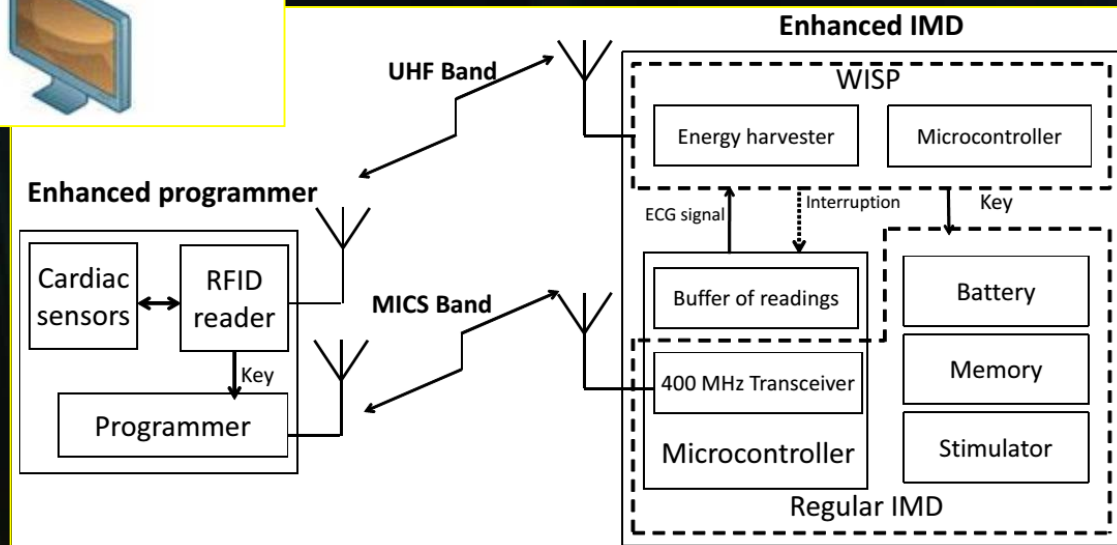 Enhanced IMD
UHF Band
WISP
Energy harvester
Microcontroller
Enhanced programmer
ECG signal
Interruption
Key
Cardiac
sensors
RFID
reader
MICS Band
Buffer of readings
Battery
Key
400 MHz Transceiver
Memory
Programmer
Microcontroller
Stimulator
Regular IMD